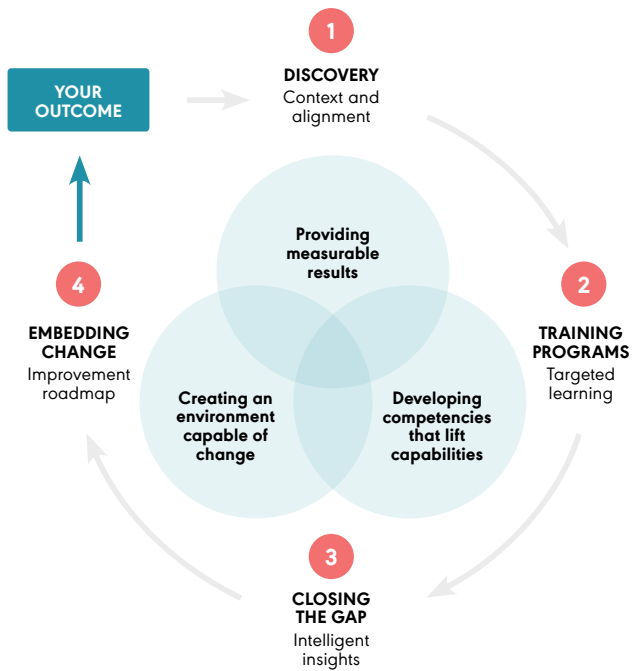 YOUR
OUTCOME
1
DISCOVERY
Context and
alignment
2
TRAINING
PROGRAMS
Targeted
learning
3
CLOSING
THE GAP
Intelligent
insights
4
EMBEDDING
CHANGE
Improvement
roadmap
Providing
measurable
results
Creating an
environment
capable of
change
Developing
competencies
that lift
capabilities